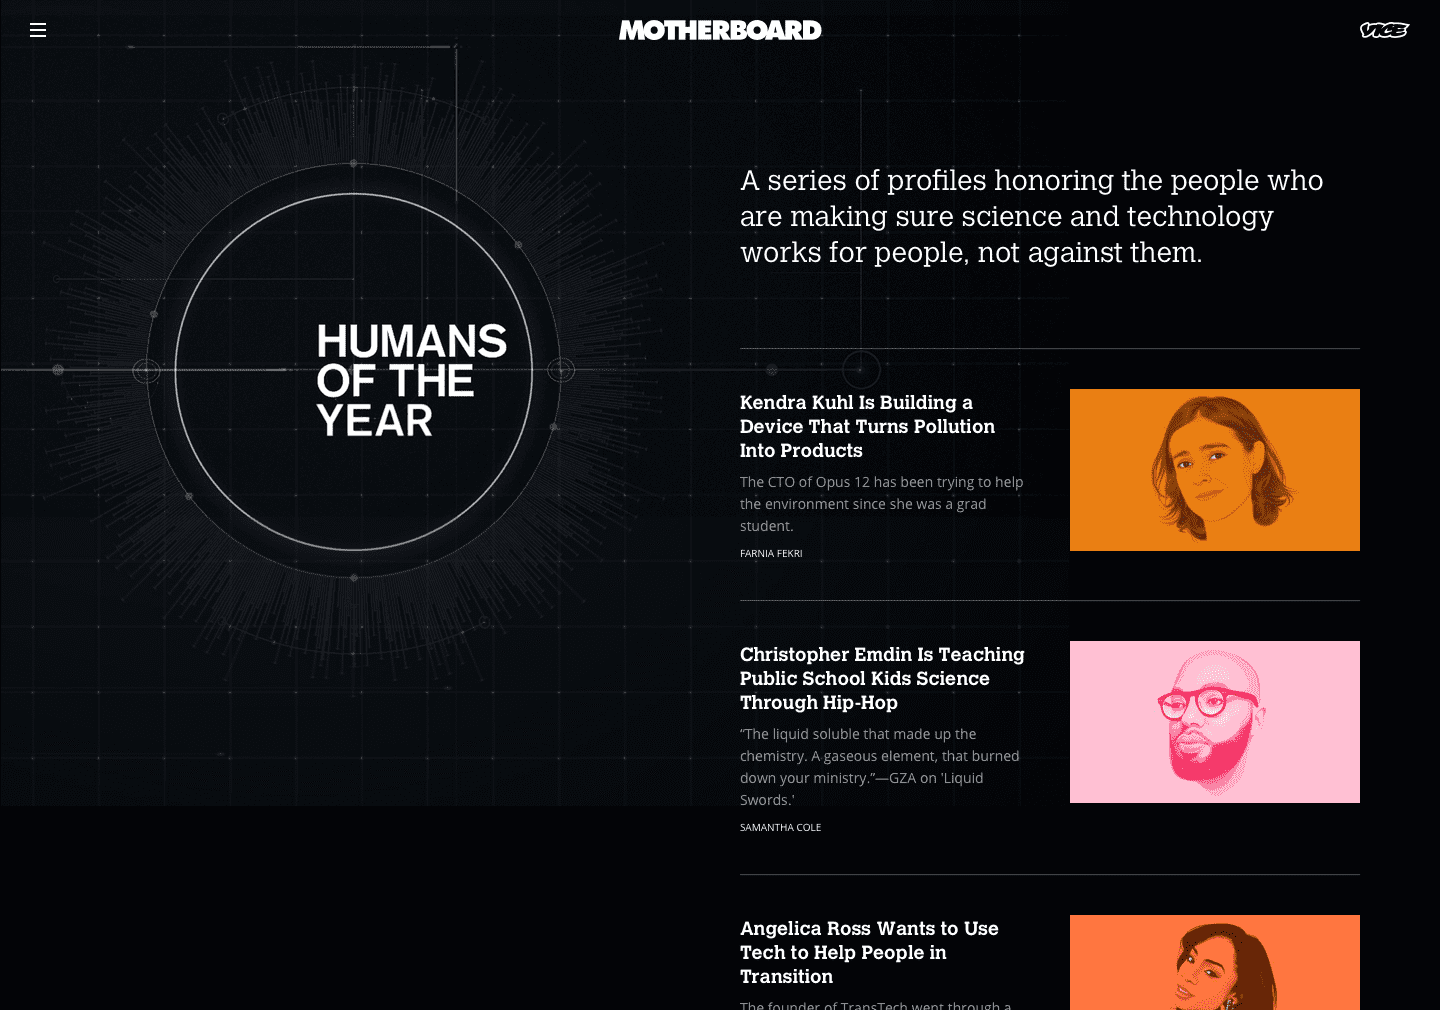 MOTHERBOARD
VICE
HUMANS
OF THE
YEAR
A series of profiles honoring the people who
are making sure science and technology
works for people, not against them.
Kendra Kuhl Is Building a
Device That Turns Pollution
Into Products
The CTO of Opus 12 has been trying to help
the environment since she was a grad
student.
FARNIA FEKRI
Christopher Emdin Is Teaching
Public School Kids Science
Through Hip-Hop
“The liquid soluble that made up the
chemistry. A gaseous element, that burned
down your ministry.”—GZA on 'Liquid
Swords.'
SAMANTHA COLE
Angelica Ross Wants to Use
Tech to Help People in
Transition
The founder of TransTech went through a